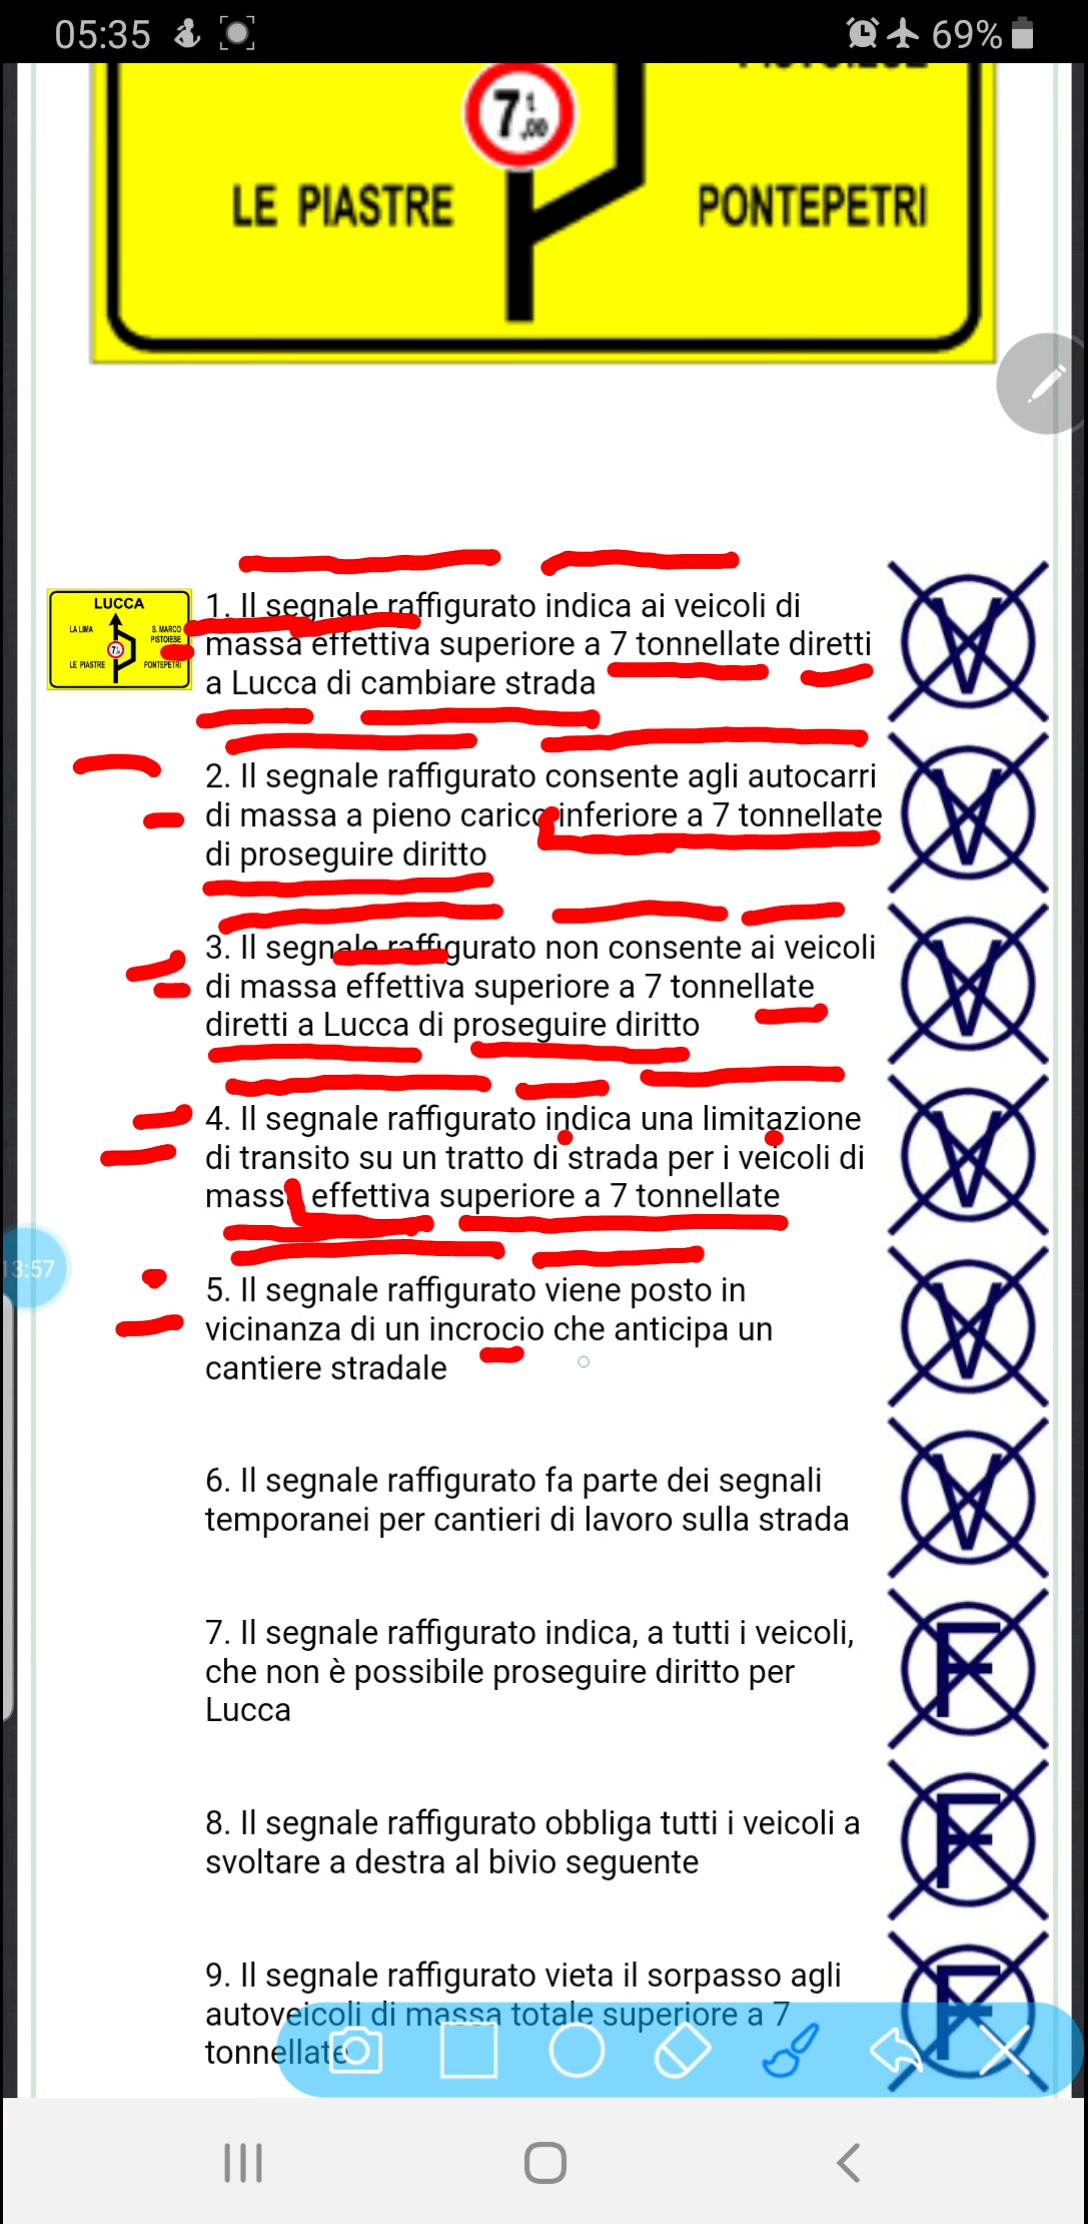 05:35
69%
7 t
,00
LE PIASTRE
PONTEPETRI
LUCCA
LA LIMA
S. MARCO
PISTOIESE
LE PIASTRE
PONTEPETRI
1. Il segnale raffigurato indica ai veicoli di
massa effettiva superiore a 7 tonnellate diretti
a Lucca di cambiare strada
V
2. Il segnale raffigurato consente agli autocarri
di massa a pieno carico inferiore a 7 tonnellate
di proseguire diritto
V
3. Il segnale raffigurato non consente ai veicoli
di massa effettiva superiore a 7 tonnellate
diretti a Lucca di proseguire diritto
V
4. Il segnale raffigurato indica una limitazione
di transito su un tratto di strada per i veicoli di
massa effettiva superiore a 7 tonnellate
V
13:57
5. Il segnale raffigurato viene posto in
vicinanza di un incrocio che anticipa un
cantiere stradale
V
6. Il segnale raffigurato fa parte dei segnali
temporanei per cantieri di lavoro sulla strada
V
7. Il segnale raffigurato indica, a tutti i veicoli,
che non è possibile proseguire diritto per
Lucca
F
8. Il segnale raffigurato obbliga tutti i veicoli a
svoltare a destra al bivio seguente
F
9. Il segnale raffigurato vieta il sorpasso agli
autoveicoli di massa totale superiore a 7
tonnellate
F